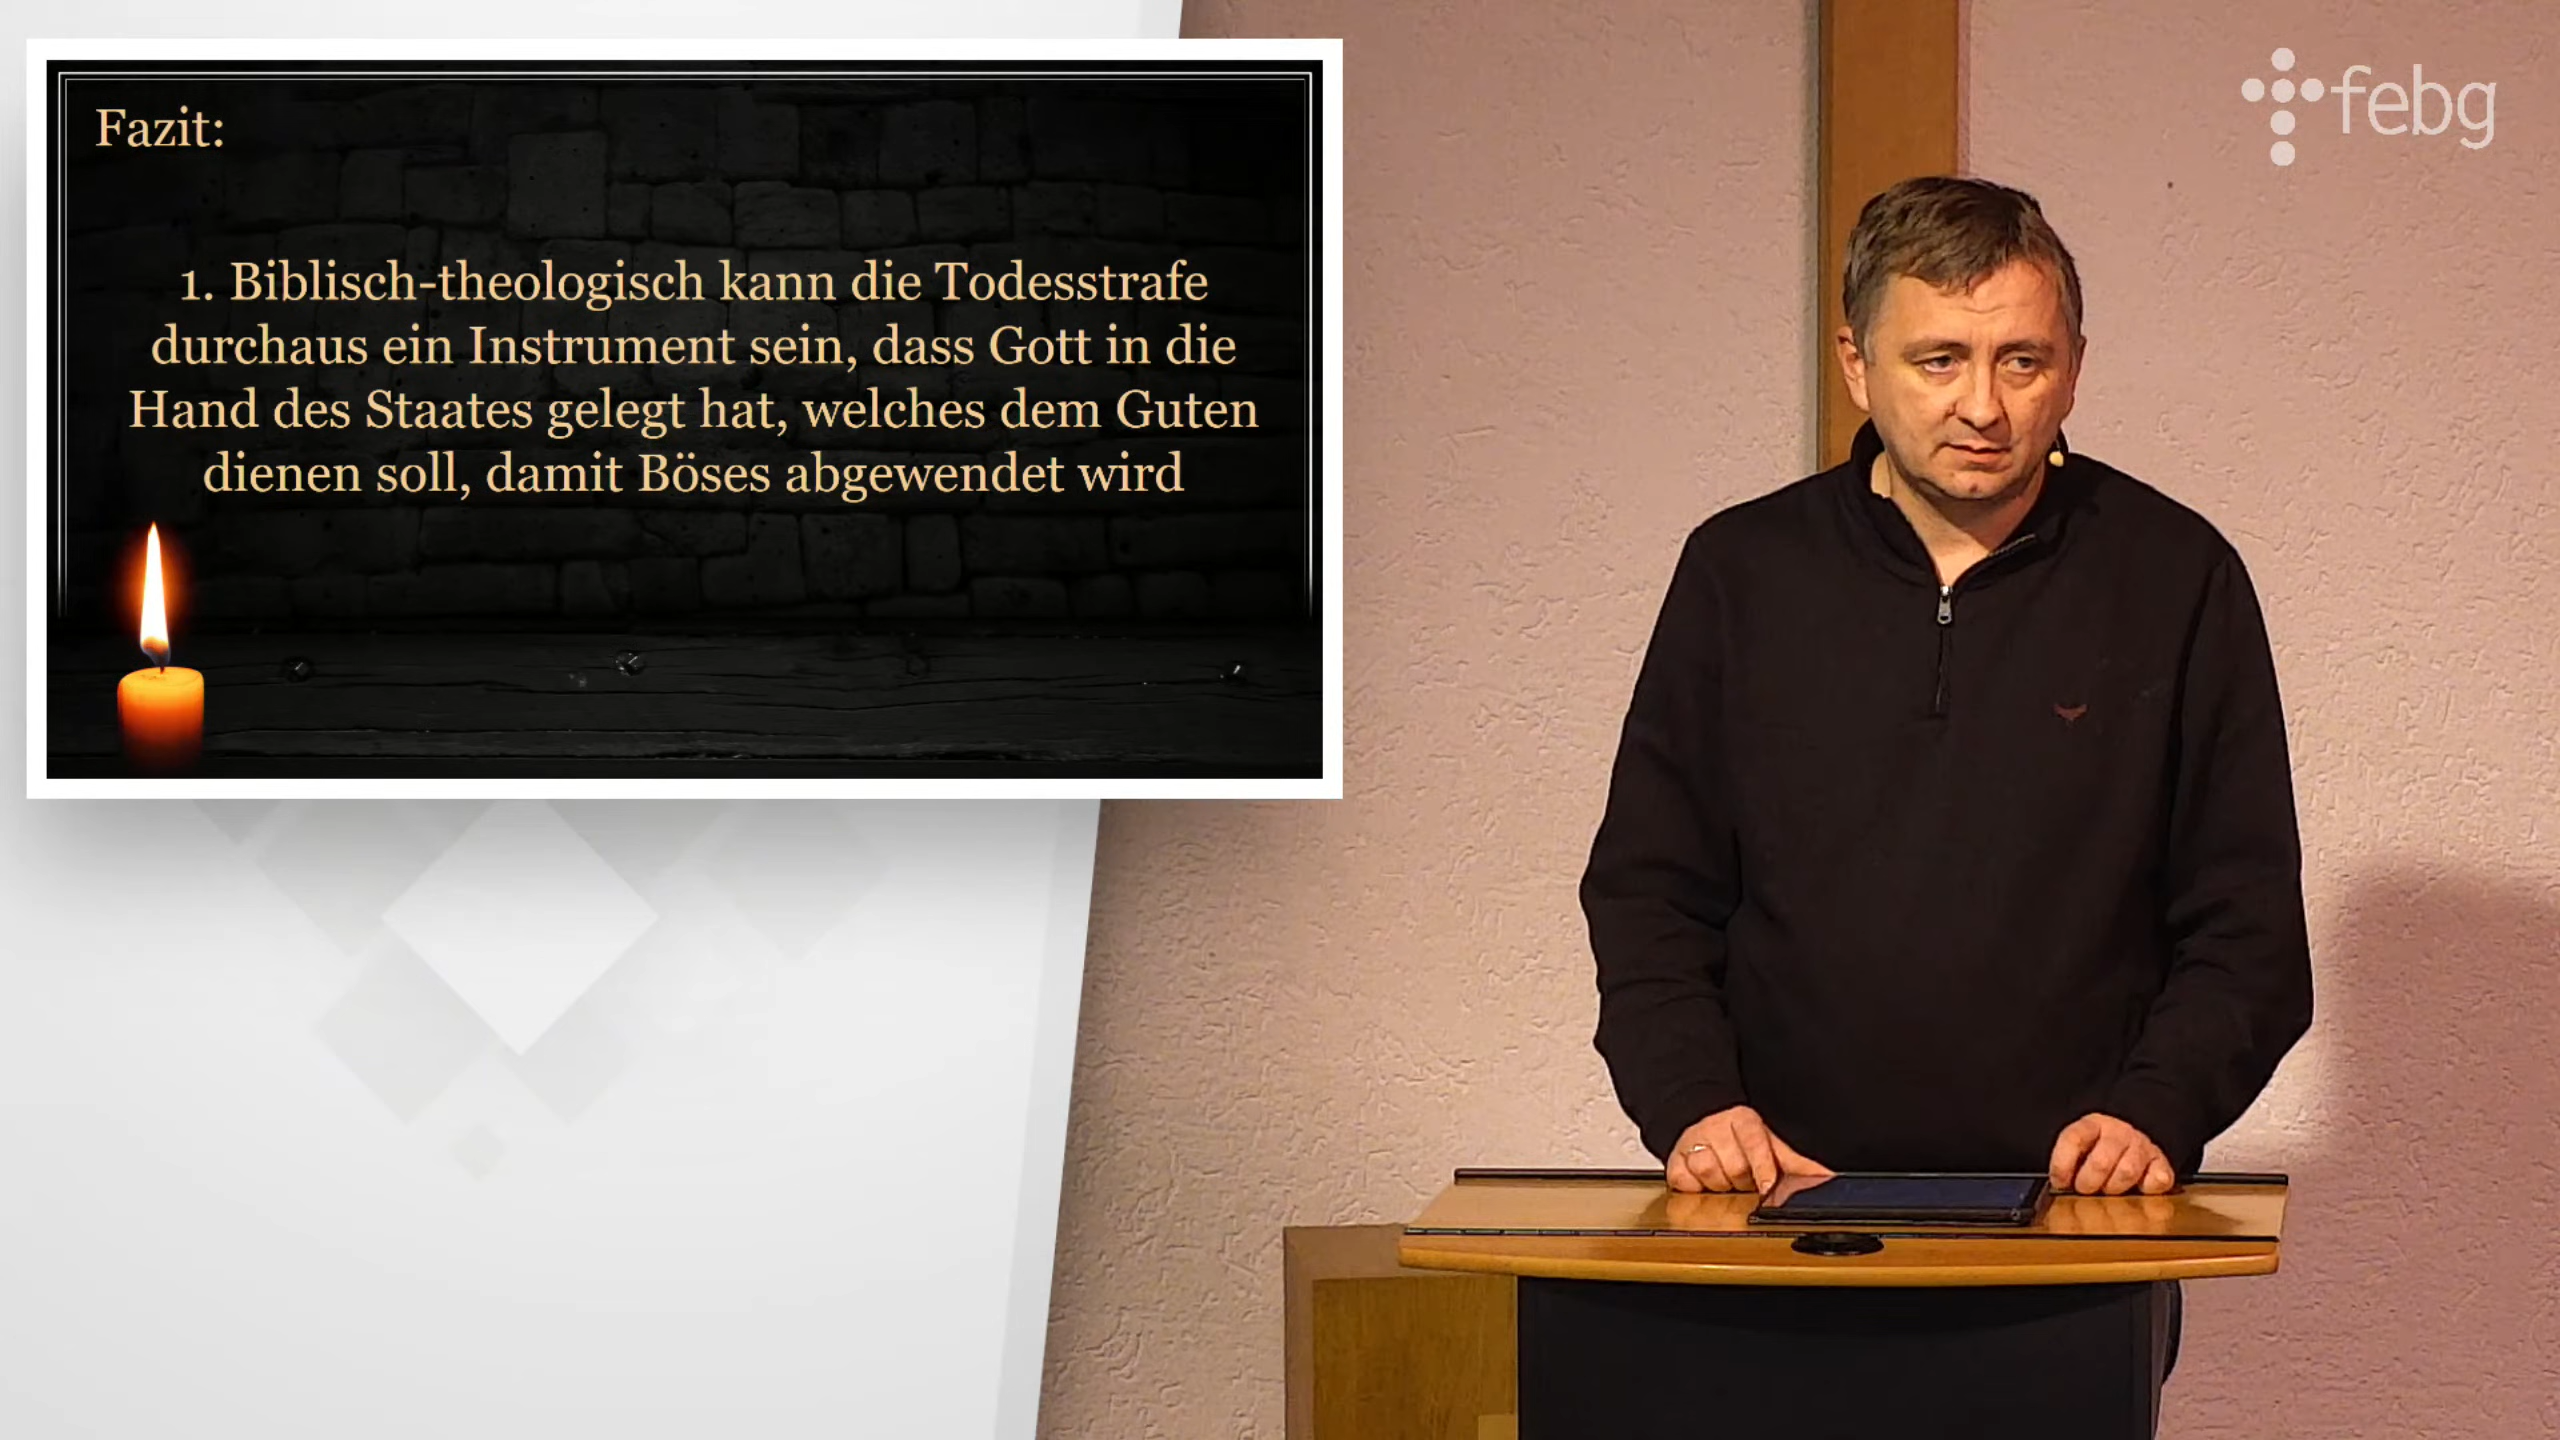 Fazit:
1. Biblisch-theologisch kann die Todesstrafe
durchaus ein Instrument sein, dass Gott in die
Hand des Staates gelegt hat, welches dem Guten
dienen soll, damit Böses abgewendet wird
febg